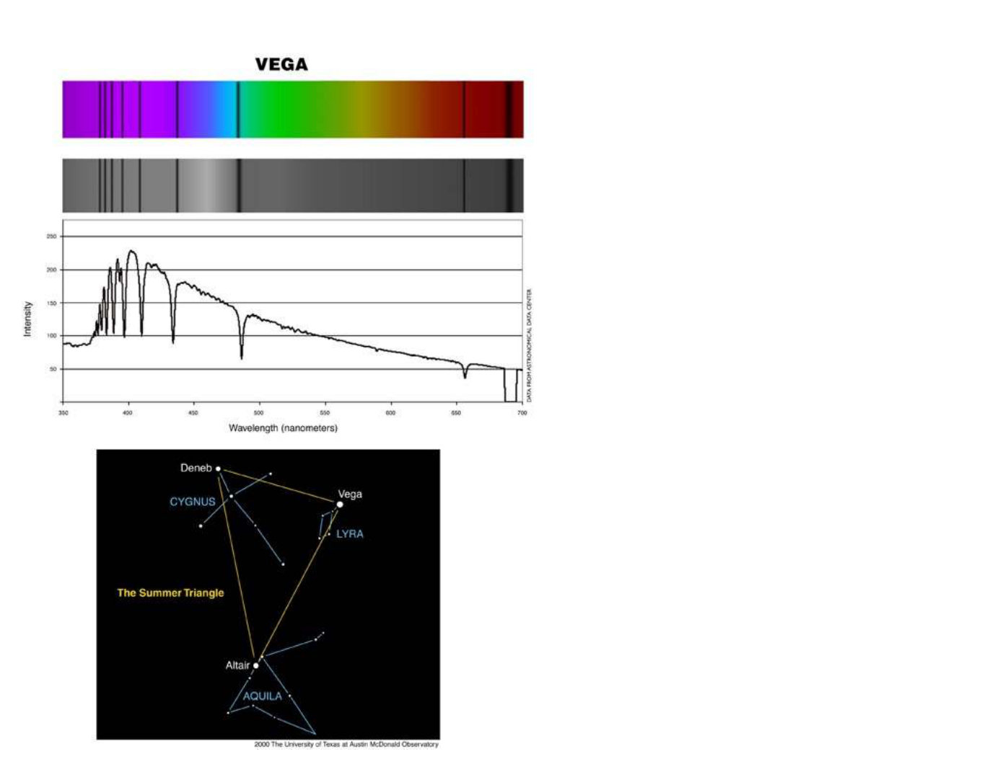 VEGA
250
200
150
100
50
Intensity
DATA FROM ASTRONOMICAL DATA CENTER
350 400 450 500 550 600 650 700
Wavelength (nanometers)
Deneb
Vega
CYGNUS
LYRA
The Summer Triangle
Altair
AQUILA
2000 The University of Texas at Austin McDonald Observatory